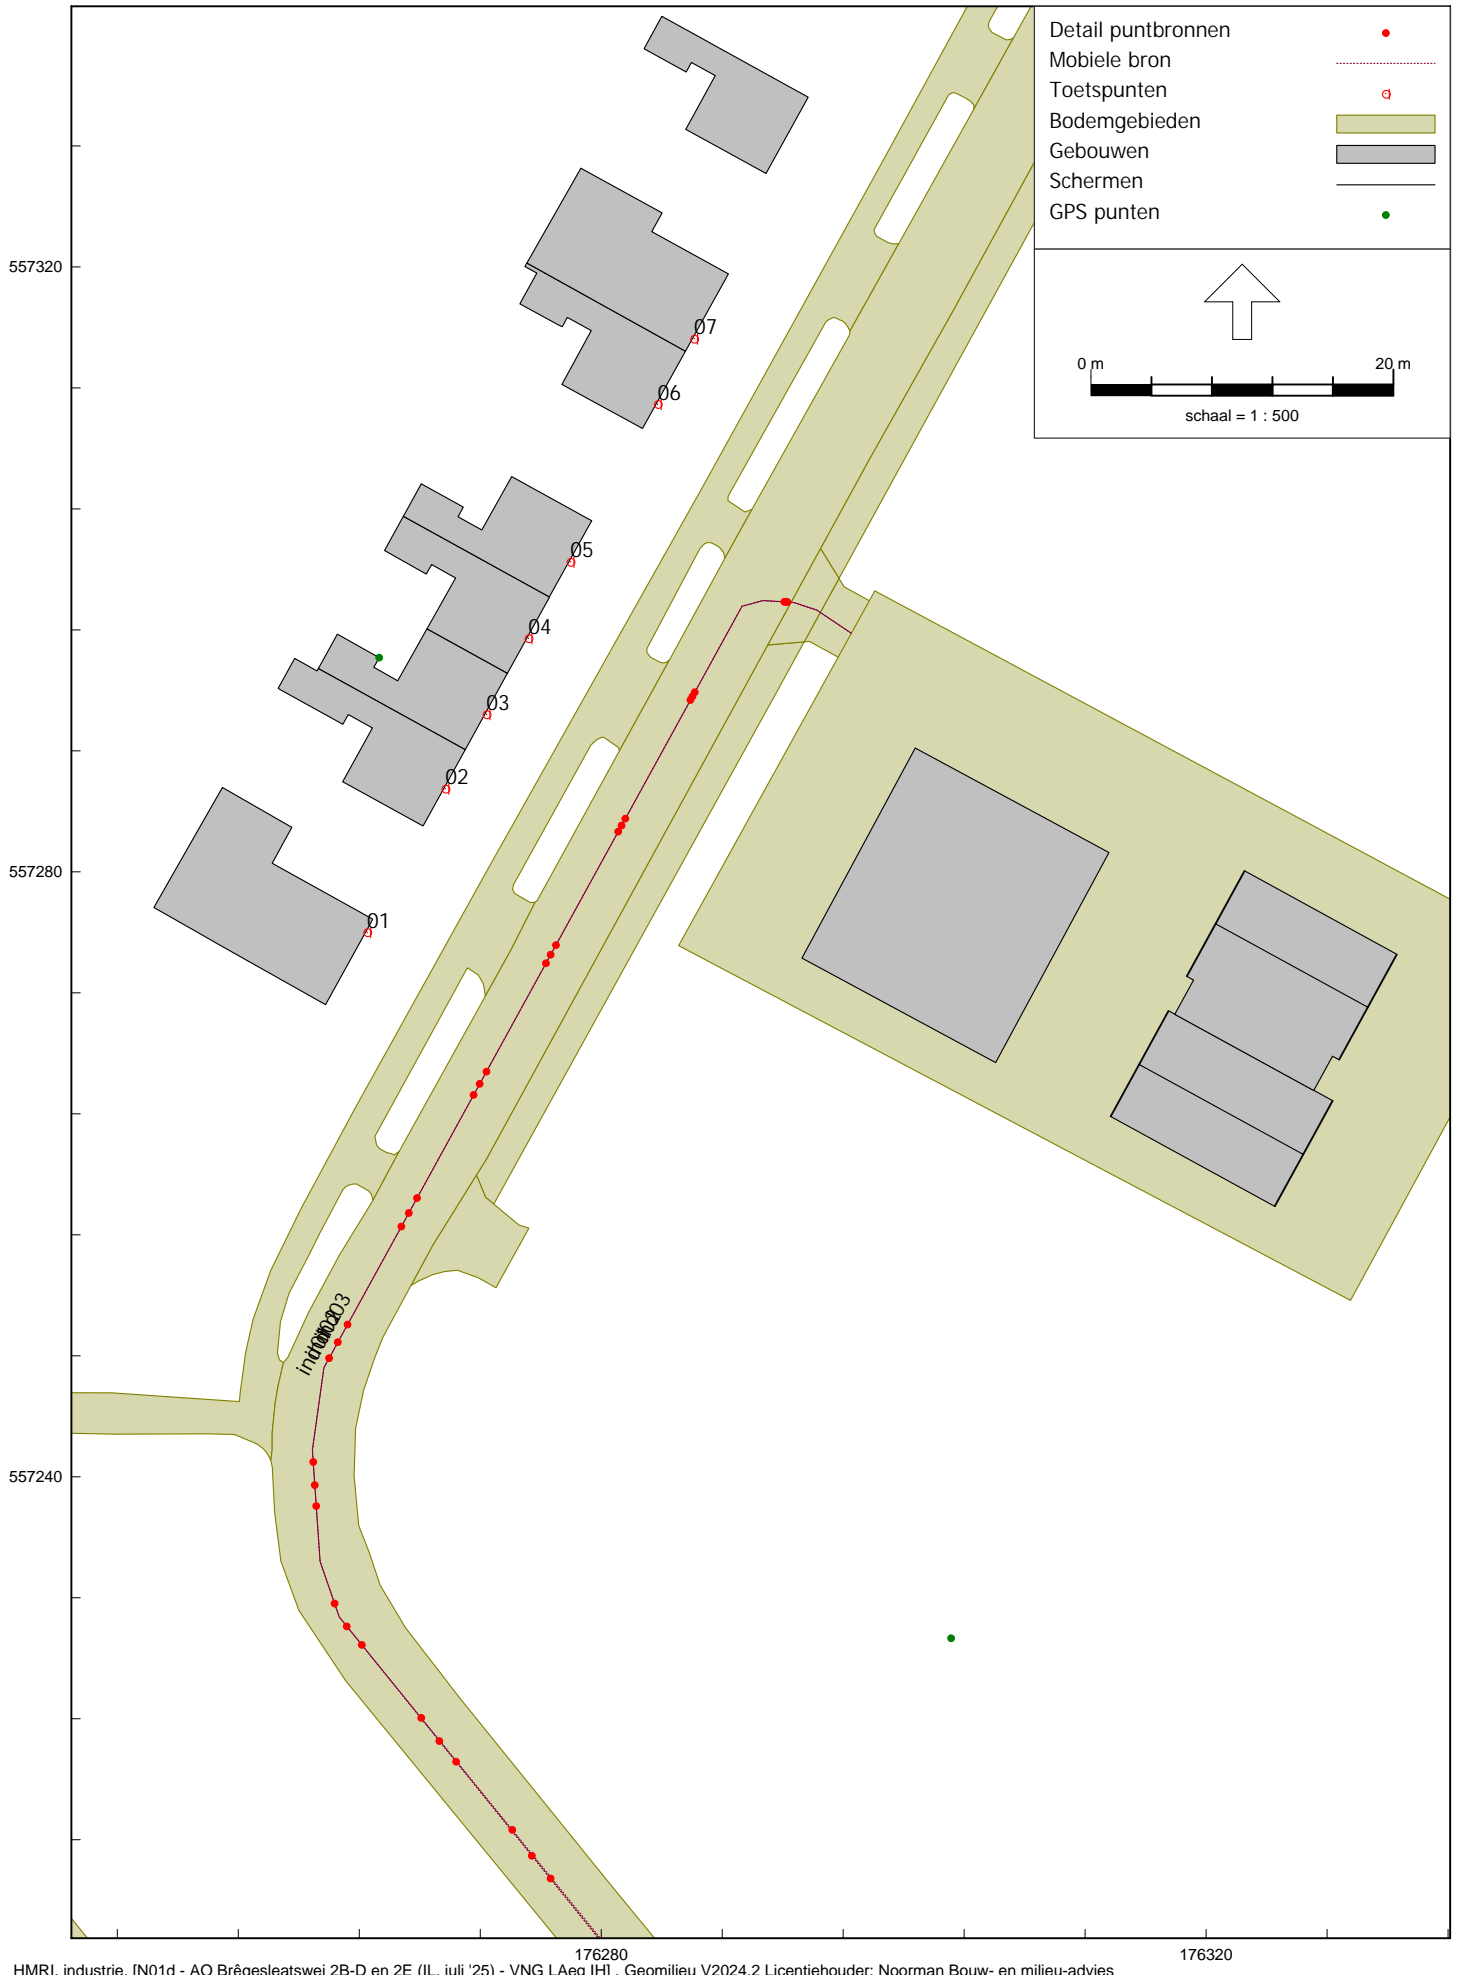 Detail puntbronnen
Mobiele bron
Toetspunten
Bodemgebieden
Gebouwen
Schermen
GPS punten
0 m 20 m
schaal = 1 : 500
557320
557280
557240
07
06
05
04
03
02
01
176280 176320
HMRI, industrie, [N01d - AO Brêgesleatswei 2B-D en 2E (IL, juli '25) - VNG LAeq IH] , Geomilieu V2024.2 Licentiehouder: Noorman Bouw- en milieu-advies